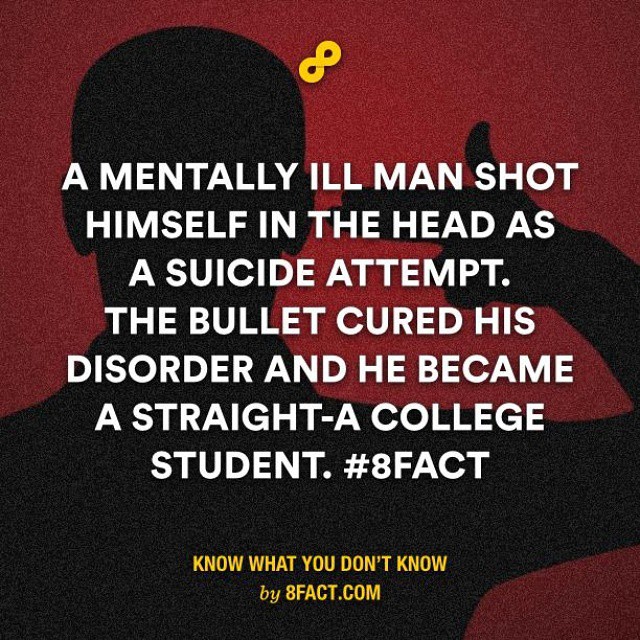 A MENTALLY ILL MAN SHOT
HIMSELF IN THE HEAD AS
A SUICIDE ATTEMPT.
THE BULLET CURED HIS
DISORDER AND HE BECAME
A STRAIGHT-A COLLEGE
STUDENT. #8FACT
KNOW WHAT YOU DON'T KNOW
by 8FACT.COM